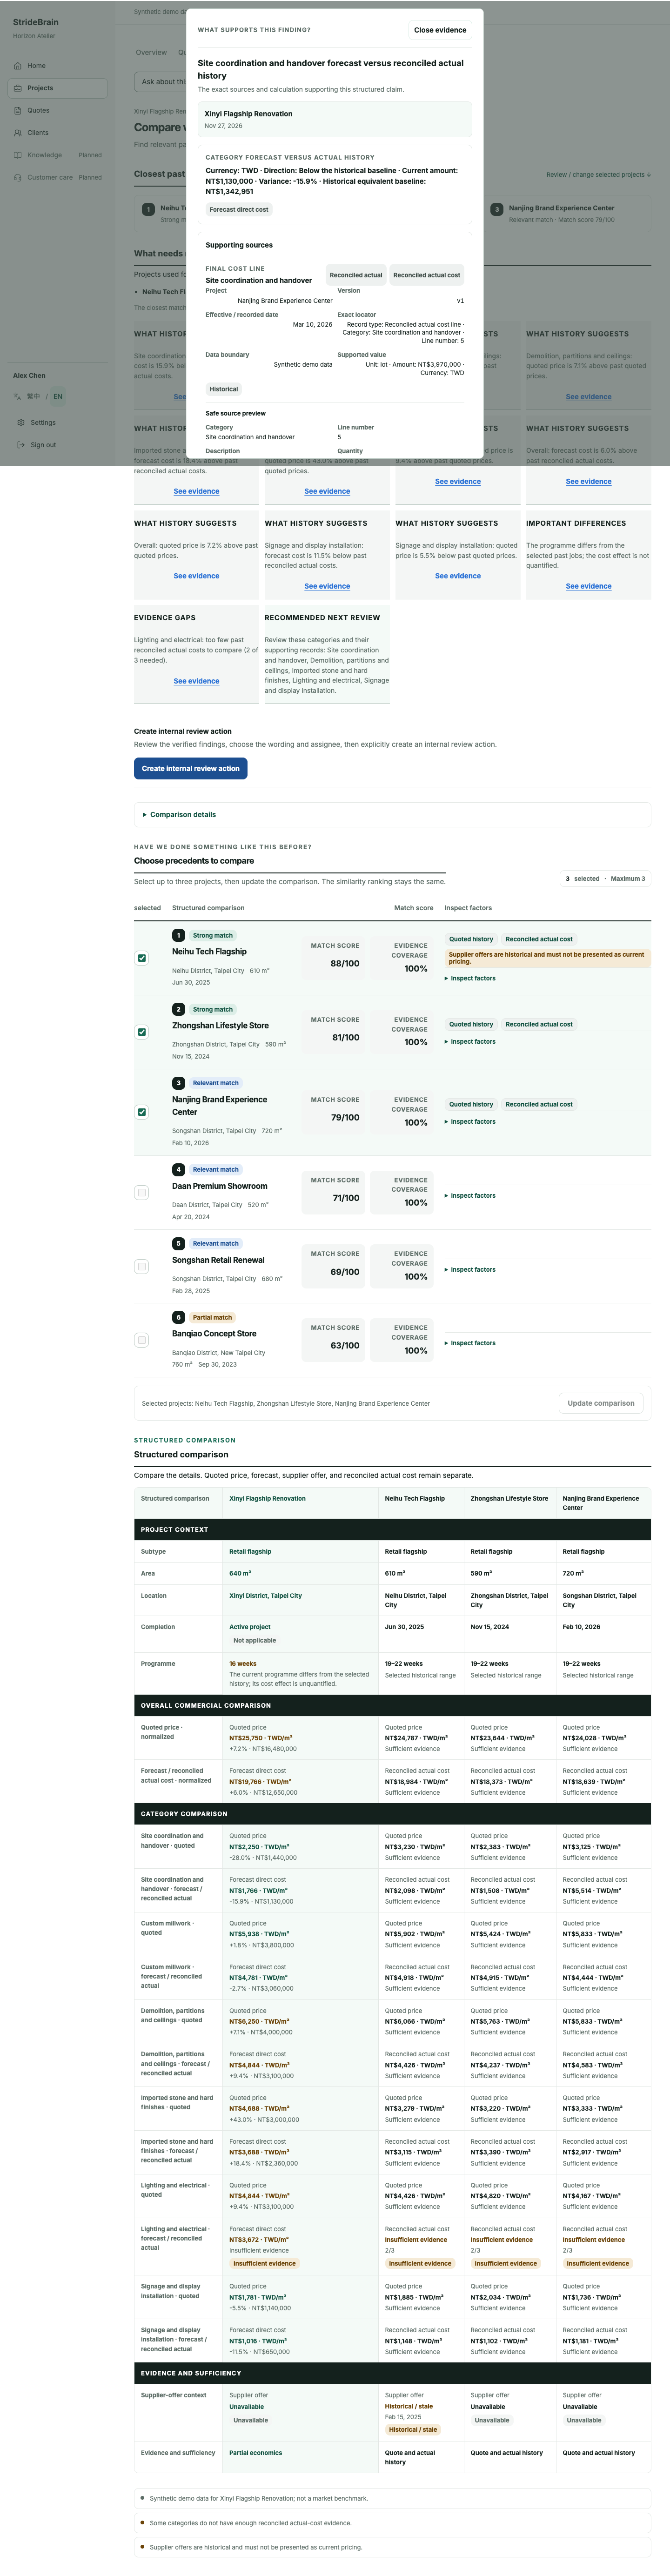 StrideBrain
Horizon Atelier
Home
Projects
Quotes
Clients
Knowledge Planned
Customer care Planned
Alex Chen
繁中 / EN
Settings
Sign out
Synthetic demo d
Overview
Ask about thi
Xinyi Flagship Ren
Compare v
Find relevant pa
Closest past
Review / change selected projects ↓
1 Neihu T
Strong m
3 Nanjing Brand Experience Center
Relevant match · Match score 79/100
What needs
Projects used fo
• Neihu Tech Fl
The closest match
WHAT SUPPORTS THIS FINDING?
Close evidence
Site coordination and handover forecast versus reconciled actual
history
The exact sources and calculation supporting this structured claim.
Xinyi Flagship Renovation
Nov 27, 2026
CATEGORY FORECAST VERSUS ACTUAL HISTORY
Currency: TWD · Direction: Below the historical baseline · Current amount:
NT$1,130,000 · Variance: -15.9% · Historical equivalent baseline:
NT$1,342,951
Forecast direct cost
Supporting sources
FINAL COST LINE
Site coordination and handover
Reconciled actual
Reconciled actual cost
Project
Nanjing Brand Experience Center
Version
v1
Effective / recorded date
Mar 10, 2026
Exact locator
Record type: Reconciled actual cost line ·
Category: Site coordination and handover ·
Line number: 5
Data boundary
Synthetic demo data
Supported value
Unit: lot · Amount: NT$3,970,000 ·
Currency: TWD
Historical
Safe source preview
Category
Site coordination and handover
Line number
5
Description
Quantity
WHAT HISTORY SUGGESTS
Demolition, partitions and ceilings:
quoted price is 7.1% above past quoted
prices.
See evidence
forecast cost is 18.4% above past
reconciled actual costs.
See evidence
quoted price is 43.0% above past
quoted prices.
See evidence
9.4% above past quoted prices.
See evidence
Overall: forecast cost is 6.0% above
past reconciled actual costs.
See evidence
WHAT HISTORY SUGGESTS
Overall: quoted price is 7.2% above past
quoted prices.
See evidence
WHAT HISTORY SUGGESTS
Signage and display installation:
forecast cost is 11.5% below past
reconciled actual costs.
See evidence
WHAT HISTORY SUGGESTS
Signage and display installation: quoted
price is 5.5% below past quoted prices.
See evidence
IMPORTANT DIFFERENCES
The programme differs from the
selected past jobs; the cost effect is not
quantified.
See evidence
EVIDENCE GAPS
Lighting and electrical: too few past
reconciled actual costs to compare (2 of
3 needed).
See evidence
RECOMMENDED NEXT REVIEW
Review these categories and their
supporting records: Site coordination
and handover, Demolition, partitions and
ceilings, Imported stone and hard
finishes, Lighting and electrical, Signage
and display installation.
Create internal review action
Review the verified findings, choose the wording and assignee, then explicitly create an internal review action.
Create internal review action
▶ Comparison details
HAVE WE DONE SOMETHING LIKE THIS BEFORE?
Choose precedents to compare
Select up to three projects, then update the comparison. The similarity ranking stays the same.
3 selected · Maximum 3
selected Structured comparison Match score Inspect factors
1 Strong match
Neihu Tech Flagship
Neihu District, Taipei City 610 m²
Jun 30, 2025
MATCH SCORE
88/100
EVIDENCE
COVERAGE
100%
Quoted history Reconciled actual cost
Supplier offers are historical and must not be presented as current
pricing.
▶ Inspect factors
2 Strong match
Zhongshan Lifestyle Store
Zhongshan District, Taipei City 590 m²
Nov 15, 2024
MATCH SCORE
81/100
EVIDENCE
COVERAGE
100%
Quoted history Reconciled actual cost
▶ Inspect factors
3 Relevant match
Nanjing Brand Experience
Center
Songshan District, Taipei City 720 m²
Feb 10, 2026
MATCH SCORE
79/100
EVIDENCE
COVERAGE
100%
Quoted history Reconciled actual cost
▶ Inspect factors
4 Relevant match
Daan Premium Showroom
Daan District, Taipei City 520 m²
Apr 20, 2024
MATCH SCORE
71/100
EVIDENCE
COVERAGE
100%
▶ Inspect factors
5 Relevant match
Songshan Retail Renewal
Songshan District, Taipei City 680 m²
Feb 28, 2025
MATCH SCORE
69/100
EVIDENCE
COVERAGE
100%
▶ Inspect factors
6 Partial match
Banqiao Concept Store
Banqiao District, New Taipei City
760 m² Sep 30, 2023
MATCH SCORE
63/100
EVIDENCE
COVERAGE
100%
▶ Inspect factors
Selected projects: Neihu Tech Flagship, Zhongshan Lifestyle Store, Nanjing Brand Experience Center
Update comparison
STRUCTURED COMPARISON
Structured comparison
Compare the details. Quoted price, forecast, supplier offer, and reconciled actual cost remain separate.
Structured comparison Xinyi Flagship Renovation Neihu Tech Flagship Zhongshan Lifestyle Store Nanjing Brand Experience
Center
PROJECT CONTEXT
Subtype Retail flagship Retail flagship Retail flagship Retail flagship
Area 640 m² 610 m² 590 m² 720 m²
Location Xinyi District, Taipei City Neihu District, Taipei Zhongshan District, Taipei Songshan District, Taipei
City City City
Completion Active project Jun 30, 2025 Nov 15, 2024 Feb 10, 2026
Not applicable
Programme 16 weeks 19–22 weeks 19–22 weeks 19–22 weeks
The current programme differs from the selected Selected historical range Selected historical range Selected historical range
history; its cost effect is unquantified.
OVERALL COMMERCIAL COMPARISON
Quoted price · Quoted price Quoted price Quoted price Quoted price
normalized NT$25,750 · TWD/m² NT$24,787 · TWD/m² NT$23,644 · TWD/m² NT$24,028 · TWD/m²
+7.2% · NT$16,480,000 Sufficient evidence Sufficient evidence Sufficient evidence
Forecast / reconciled Forecast direct cost Reconciled actual cost Reconciled actual cost Reconciled actual cost
actual cost · normalized NT$19,766 · TWD/m² NT$18,984 · TWD/m² NT$18,373 · TWD/m² NT$18,639 · TWD/m²
+6.0% · NT$12,650,000 Sufficient evidence Sufficient evidence Sufficient evidence
CATEGORY COMPARISON
Site coordination and Quoted price Quoted price Quoted price Quoted price
handover · quoted NT$2,250 · TWD/m² NT$3,230 · TWD/m² NT$2,383 · TWD/m² NT$3,125 · TWD/m²
-28.0% · NT$1,440,000 Sufficient evidence Sufficient evidence Sufficient evidence
Site coordination and Forecast direct cost Reconciled actual cost Reconciled actual cost Reconciled actual cost
handover · forecast / NT$1,766 · TWD/m² NT$2,098 · TWD/m² NT$1,508 · TWD/m² NT$5,514 · TWD/m²
reconciled actual -15.9% · NT$1,130,000 Sufficient evidence Sufficient evidence Sufficient evidence
Custom millwork · Quoted price Quoted price Quoted price Quoted price
quoted NT$5,938 · TWD/m² NT$5,902 · TWD/m² NT$5,424 · TWD/m² NT$5,833 · TWD/m²
+1.8% · NT$3,800,000 Sufficient evidence Sufficient evidence Sufficient evidence
Custom millwork · Forecast direct cost Reconciled actual cost Reconciled actual cost Reconciled actual cost
forecast / reconciled NT$4,781 · TWD/m² NT$4,918 · TWD/m² NT$4,915 · TWD/m² NT$4,444 · TWD/m²
actual -2.7% · NT$3,060,000 Sufficient evidence Sufficient evidence Sufficient evidence
Demolition, partitions Quoted price Quoted price Quoted price Quoted price
and ceilings · quoted NT$6,250 · TWD/m² NT$6,066 · TWD/m² NT$5,763 · TWD/m² NT$5,833 · TWD/m²
+7.1% · NT$4,000,000 Sufficient evidence Sufficient evidence Sufficient evidence
Demolition, partitions Forecast direct cost Reconciled actual cost Reconciled actual cost Reconciled actual cost
and ceilings · forecast / NT$4,844 · TWD/m² NT$4,426 · TWD/m² NT$4,237 · TWD/m² NT$4,583 · TWD/m²
reconciled actual +9.4% · NT$3,100,000 Sufficient evidence Sufficient evidence Sufficient evidence
Imported stone and hard Quoted price Quoted price Quoted price Quoted price
finishes · quoted NT$4,688 · TWD/m² NT$3,279 · TWD/m² NT$3,220 · TWD/m² NT$3,333 · TWD/m²
+43.0% · NT$3,000,000 Sufficient evidence Sufficient evidence Sufficient evidence
Imported stone and hard Forecast direct cost Reconciled actual cost Reconciled actual cost Reconciled actual cost
finishes · forecast / NT$3,688 · TWD/m² NT$3,115 · TWD/m² NT$3,390 · TWD/m² NT$2,917 · TWD/m²
reconciled actual +18.4% · NT$2,360,000 Sufficient evidence Sufficient evidence Sufficient evidence
Lighting and electrical · Quoted price Quoted price Quoted price Quoted price
quoted NT$4,844 · TWD/m² NT$4,426 · TWD/m² NT$4,820 · TWD/m² NT$4,167 · TWD/m²
+9.4% · NT$3,100,000 Sufficient evidence Sufficient evidence Sufficient evidence
Lighting and electrical · Forecast direct cost Reconciled actual cost Reconciled actual cost Reconciled actual cost
forecast / reconciled NT$3,672 · TWD/m² Insufficient evidence Insufficient evidence Insufficient evidence
actual Insufficient evidence 2/3 2/3 2/3
Insufficient evidence Insufficient evidence Insufficient evidence Insufficient evidence
Signage and display Quoted price Quoted price Quoted price Quoted price
installation · quoted NT$1,781 · TWD/m² NT$1,885 · TWD/m² NT$2,034 · TWD/m² NT$1,736 · TWD/m²
-5.5% · NT$1,140,000 Sufficient evidence Sufficient evidence Sufficient evidence
Signage and display Forecast direct cost Reconciled actual cost Reconciled actual cost Reconciled actual cost
installation · forecast / NT$1,016 · TWD/m² NT$1,148 · TWD/m² NT$1,102 · TWD/m² NT$1,181 · TWD/m²
reconciled actual -11.5% · NT$650,000 Sufficient evidence Sufficient evidence Sufficient evidence
EVIDENCE AND SUFFICIENCY
Supplier-offer context Supplier offer Supplier offer Supplier offer Supplier offer
Unavailable Historical / stale Unavailable Unavailable
Unavailable Feb 15, 2025 Unavailable Unavailable
Historical / stale
Evidence and sufficiency Partial economics Quote and actual Quote and actual history Quote and actual history
history
Synthetic demo data for Xinyi Flagship Renovation; not a market benchmark.
Some categories do not have enough reconciled actual-cost evidence.
Supplier offers are historical and must not be presented as current pricing.